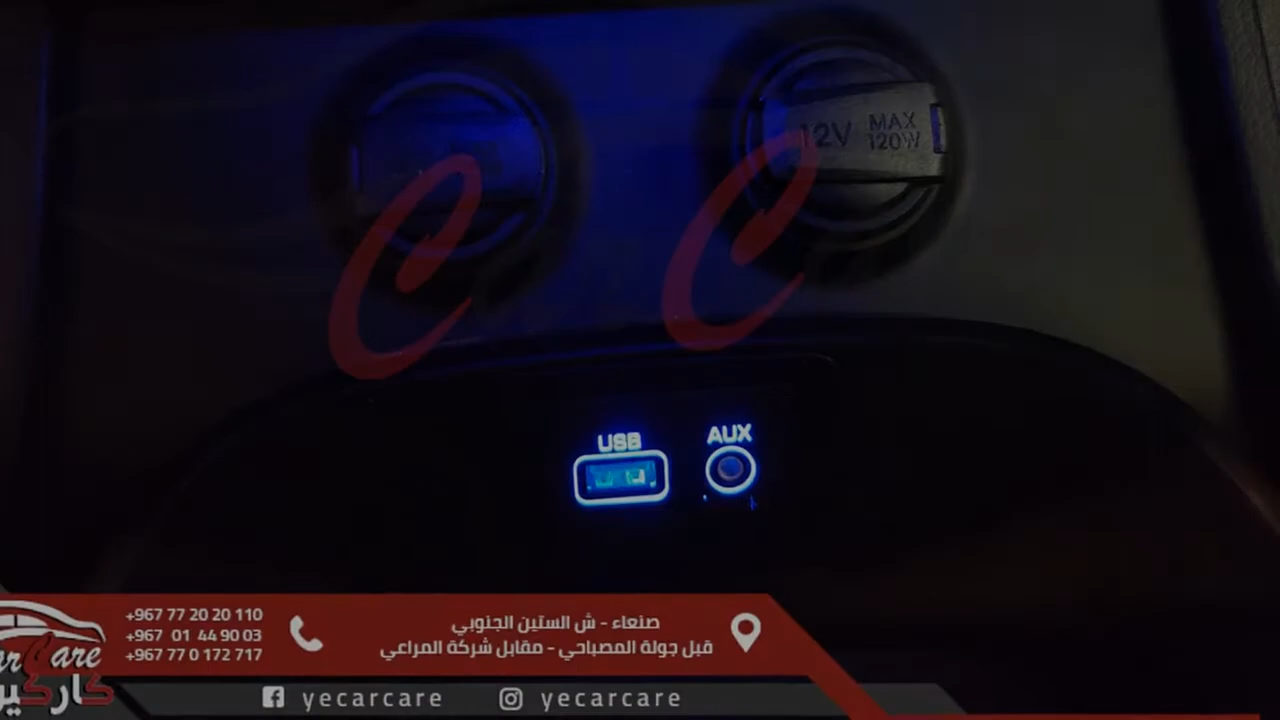 12V MAX
120W
USB
AUX
+967 77 20 20 110
+967 01 44 90 03
+967 77 0 172 717
صنعاء - ش الستين الجنوبي
قبل جولة المصباحي - مقابل شركة المراعي
Care
yecarcare
yecarcare